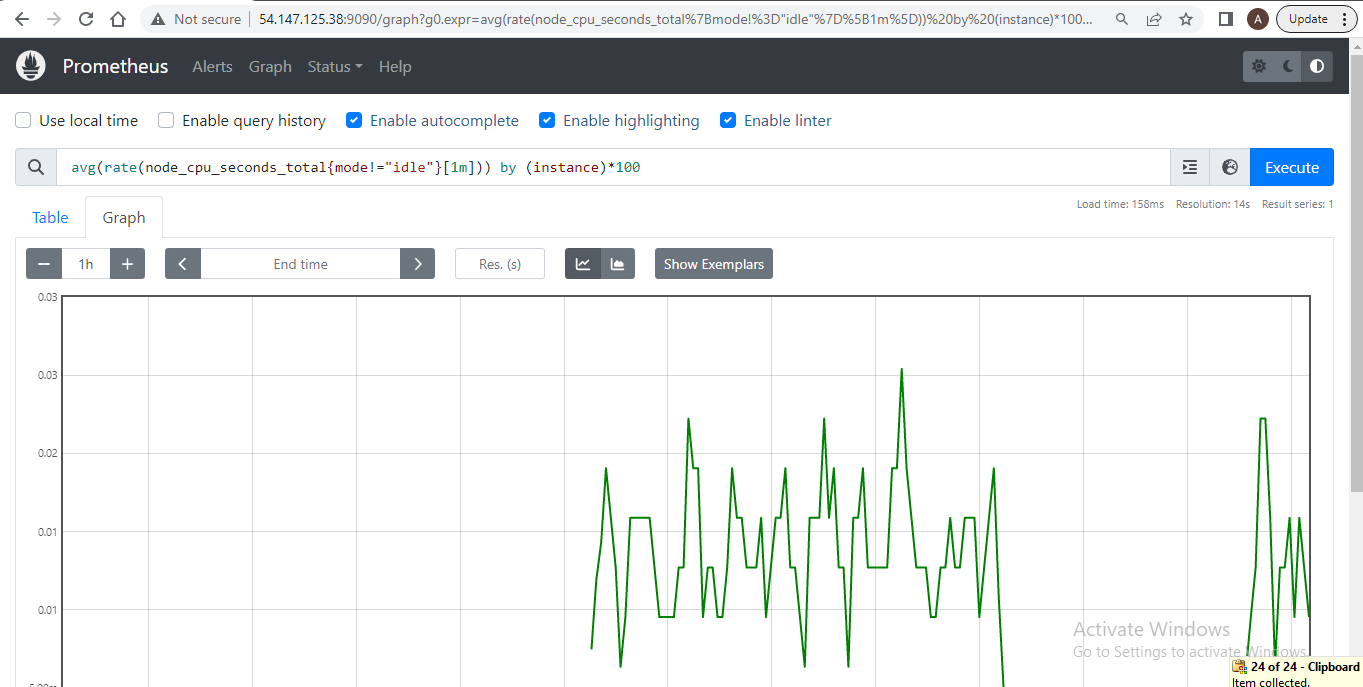 Not secure 54.147.125.38:9090/graph?g0.expr=avg(rate(node_cpu_seconds_total%7Bmode!%3D"idle"%7D%5B1m%5D))%20by%20(instance)*100... A Update
Prometheus Alerts Graph Status Help
Use local time Enable query history Enable autocomplete Enable highlighting Enable linter
avg(rate(node_cpu_seconds_total{mode!="idle"}[1m])) by (instance)*100 Execute
Load time: 158ms Resolution: 14s Result series: 1
Table Graph
− 1h + End time Res. (s) Show Exemplars
0.03
0.03
0.02
0.01
0.01
Activate Windows
Go to Settings to activate Windows.
24 of 24 - Clipboard
Item collected.